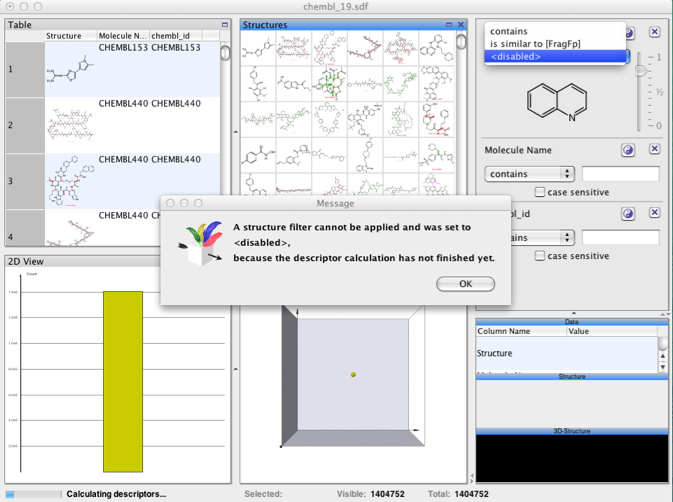 chembl_19.sdf
Table
Structure Molecule N... chembl_id
1 CHEMBL153 CHEMBL153
2 CHEMBL440 CHEMBL440
3 CHEMBL440 CHEMBL440
4 CHEMBL440
Structures
contains
is similar to [FragFp]
<disabled>
1
½
0
N
Molecule Name
contains
case sensitive
bl_id
ains
case sensitive
Message
A structure filter cannot be applied and was set to
<disabled>,
because the descriptor calculation has not finished yet.
OK
2D View
Count
Data
Column Name Value
Structure
Structure
3D-Structure
Calculating descriptors... Selected: Visible: 1404752 Total: 1404752